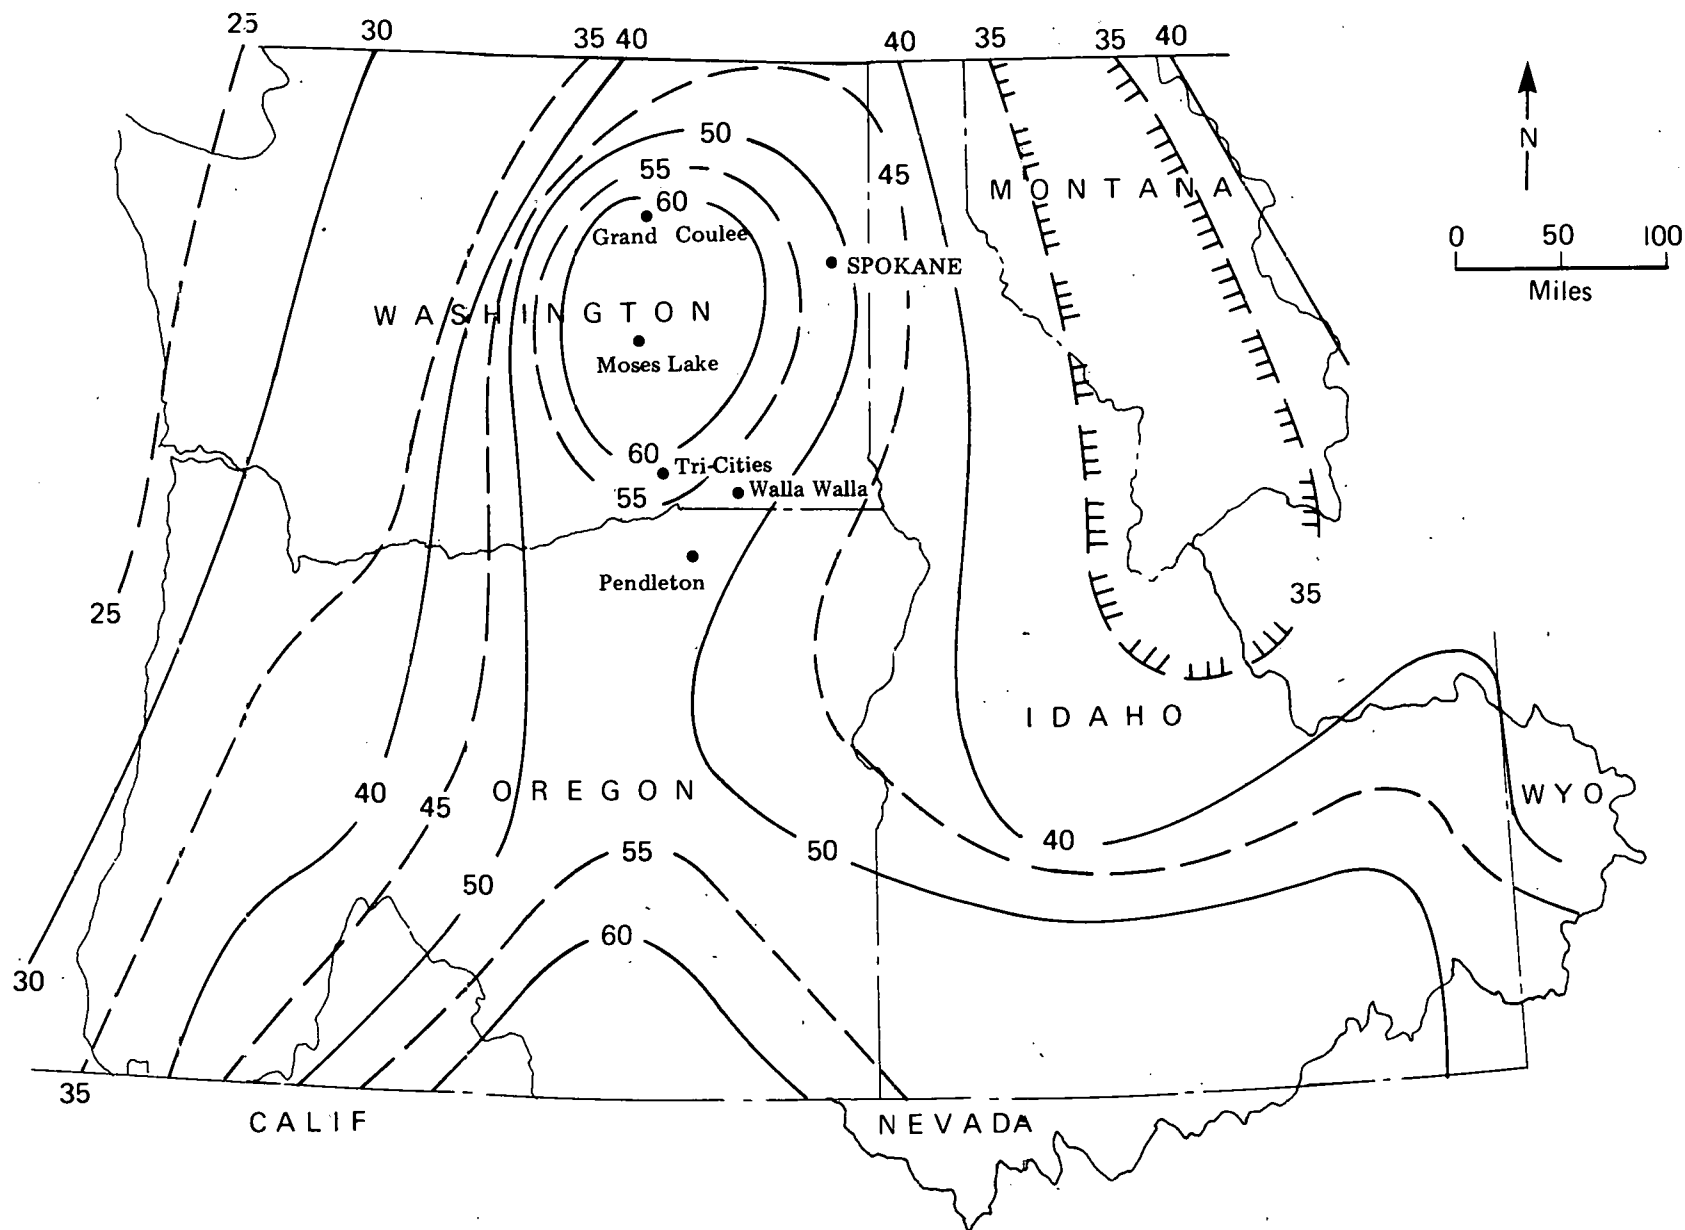 25
30
35 40
40
35
35
40
N
50
55
45
MONTANA
60
Grand Coulee
0 50 100
Miles
SPOKANE
WASHINGTON
Moses Lake
60
Tri-Cities
55
Walla Walla
Pendleton
25
35
IDAHO
40
45
OREGON
WYO
40
55
50
50
60
30
35
CALIF
NEVADA